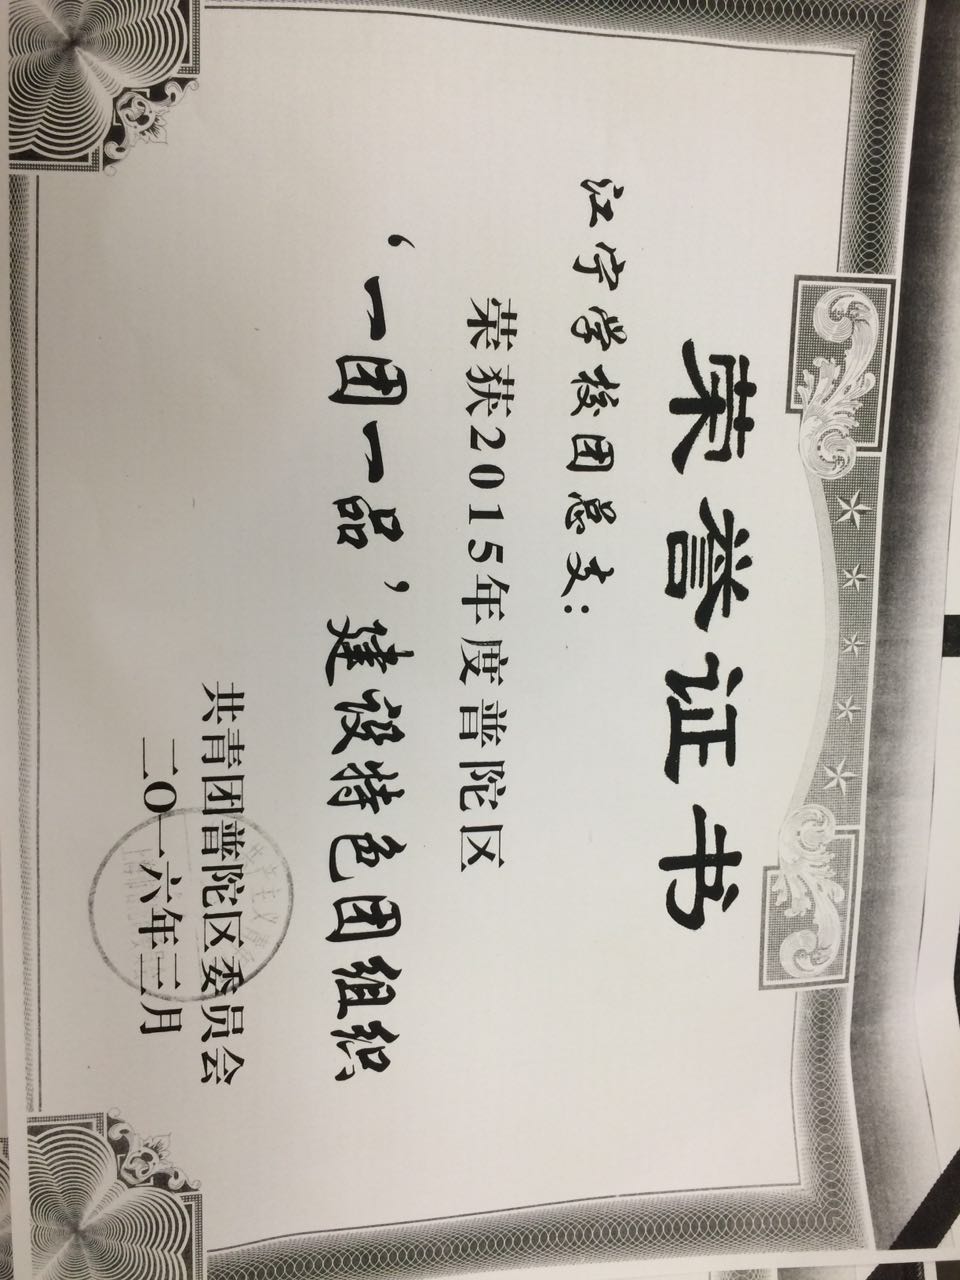 荣誉证书
江宁学校团总支：
荣获2015年度普陀区
‘一团一品’建设特色团组织
共青团普陀区委员会
二〇一六年三月